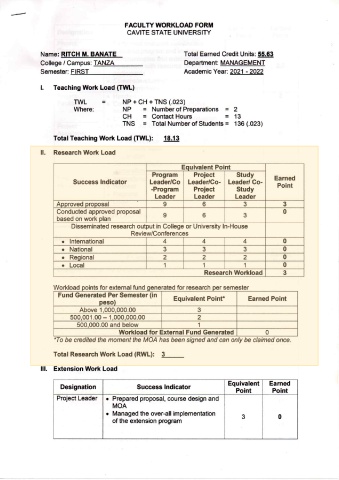 FACULTY WORKLOAD FORM
CAVITE STATE UNIVERSITY
Name: RITCH M. BANATE Total Earned Credit Units: 55.63
College / Campus: TANZA Department: MANAGEMENT
Semester: FIRST Academic Year: 2021 - 2022
I. Teaching Work Load (TWL)
TWL = NP + CH + TNS (.023)
Where: NP = Number of Preparations = 2
CH = Contact Hours = 13
TNS = Total Number of Students = 136 (.023)
Total Teaching Work Load (TWL): 18.13
II. Research Work Load
Success Indicator Equivalent Point Earned Point
Program Leader/Co-Program Leader Project Leader/Co-Project Leader Study Leader/ Co-Study Leader
Approved proposal 9 6 3 3
Conducted approved proposal based on work plan 9 6 3 0
Disseminated research output in College or University In-House Review/Conferences
• International 4 4 4 0
• National 3 3 3 0
• Regional 2 2 2 0
• Local 1 1 1 0
Research Workload 3
Workload points for external fund generated for research per semester
Fund Generated Per Semester (in peso) Equivalent Point* Earned Point
Above 1,000,000.00 3
500,001.00 – 1,000,000.00 2
500,000.00 and below 1
Workload for External Fund Generated 0
*To be credited the moment the MOA has been signed and can only be claimed once.
Total Research Work Load (RWL): 3
III. Extension Work Load
Designation Success Indicator Equivalent Point Earned Point
Project Leader • Prepared proposal, course design and MOA
• Managed the over-all implementation of the extension program 3 0